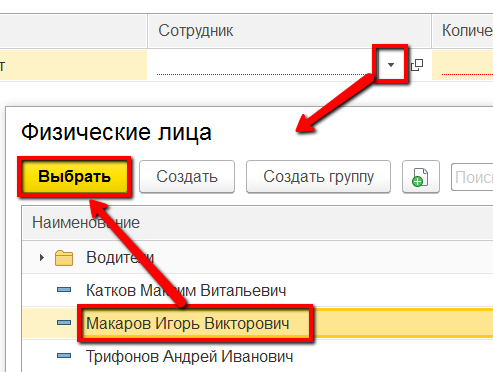 Сотрудник Количе
т
Физические лица
Выбрать Создать Создать группу Поис
Наименование
Водители
Катков Максим Витальевич
Макаров Игорь Викторович
Трифонов Андрей Иванович